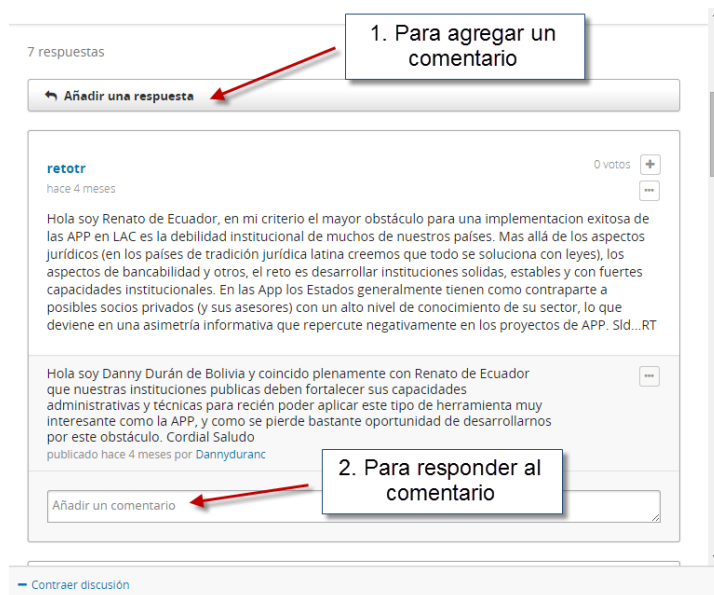 1. Para agregar un
comentario
7 respuestas
Añadir una respuesta
retotr
0 votos
hace 4 meses
Hola soy Renato de Ecuador, en mi criterio el mayor obstáculo para una implementacion exitosa de
las APP en LAC es la debilidad institucional de muchos de nuestros países. Mas allá de los aspectos
jurídicos (en los países de tradición jurídica latina creemos que todo se soluciona con leyes), los
aspectos de bancabilidad y otros, el reto es desarrollar instituciones solidas, estables y con fuertes
capacidades institucionales. En las App los Estados generalmente tienen como contraparte a
posibles socios privados (y sus asesores) con un alto nivel de conocimiento de su sector, lo que
deviene en una asimetría informativa que repercute negativamente en los proyectos de APP. Sld...RT
Hola soy Danny Durán de Bolivia y coincido plenamente con Renato de Ecuador
que nuestras instituciones publicas deben fortalecer sus capacidades
administrativas y técnicas para recién poder aplicar este tipo de herramienta muy
interesante como la APP, y como se pierde bastante oportunidad de desarrollarnos
por este obstáculo. Cordial Saludo
publicado hace 4 meses por Dannyduranc
2. Para responder al
comentario
Añadir un comentario
Contraer discusión